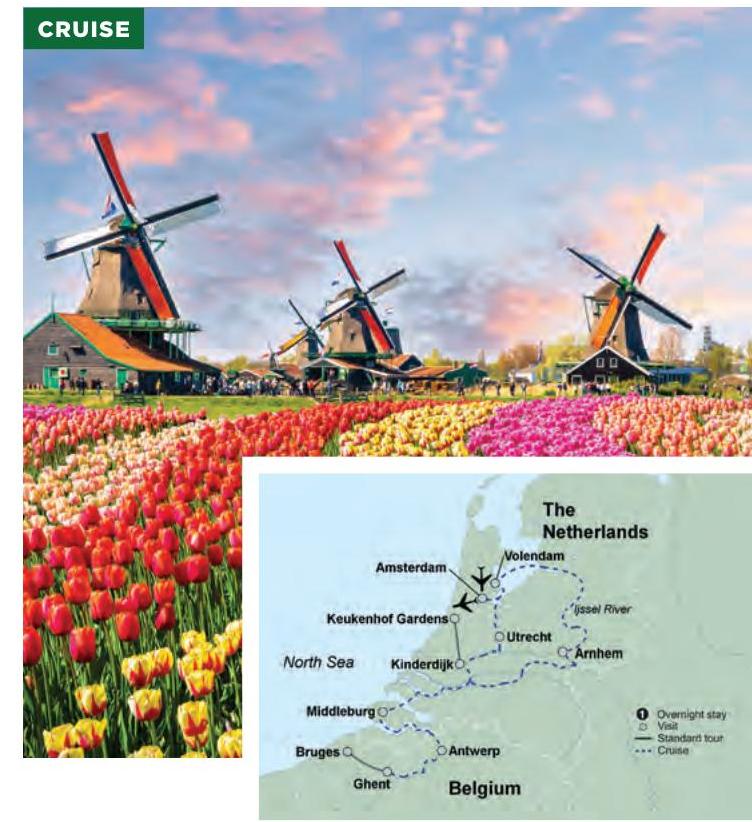 CRUISE
The
Netherlands
Volendam
Amsterdam
Ijssel River
Keukenhof Gardens
Utrecht
Arnhem
North Sea
Kinderdijk
Middleburg
1 Overnight stay
Visit
Standard tour
Cruise
Bruges
Antwerp
Ghent
Belgium